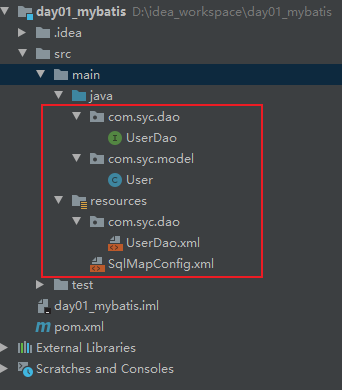 day01_mybatis D:\idea_workspace\day01_mybatis
.idea
src
main
java
com.syc.dao
UserDao
com.syc.model
User
resources
com.syc.dao
UserDao.xml
SqlMapConfig.xml
test
day01_mybatis.iml
pom.xml
External Libraries
Scratches and Consoles